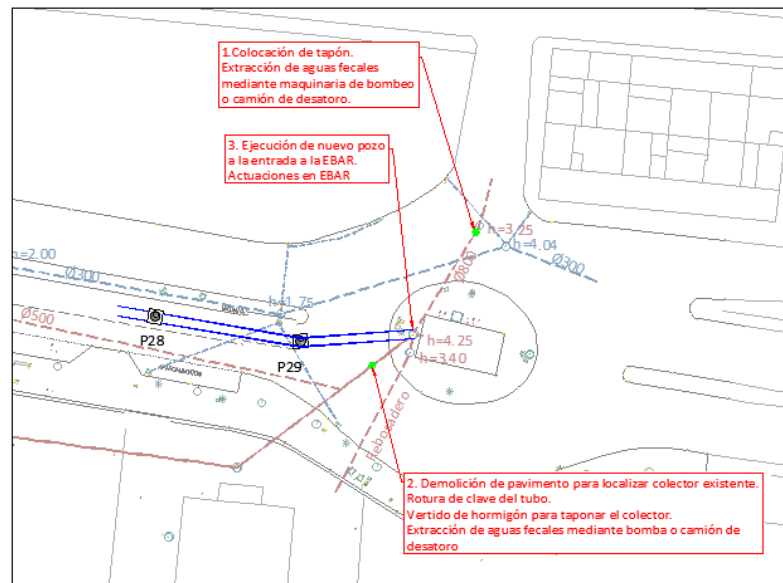 1.Colocación de tapón.
Extracción de aguas fecales
mediante maquinaria de bombeo
o camión de desatoro.
3. Ejecución de nuevo pozo
a la entrada a la EBAR.
Actuaciones en EBAR
h=3.25
h=4.04
h=2.00
Ø300
Ø800
Ø300
h=1.75
Ø500
P28
P29
h=4.25
h=3.40
Rebosadero
2. Demolición de pavimento para localizar colector existente.
Rotura de clave del tubo.
Vertido de hormigón para taponar el colector.
Extracción de aguas fecales mediante bomba o camión de
desatoro